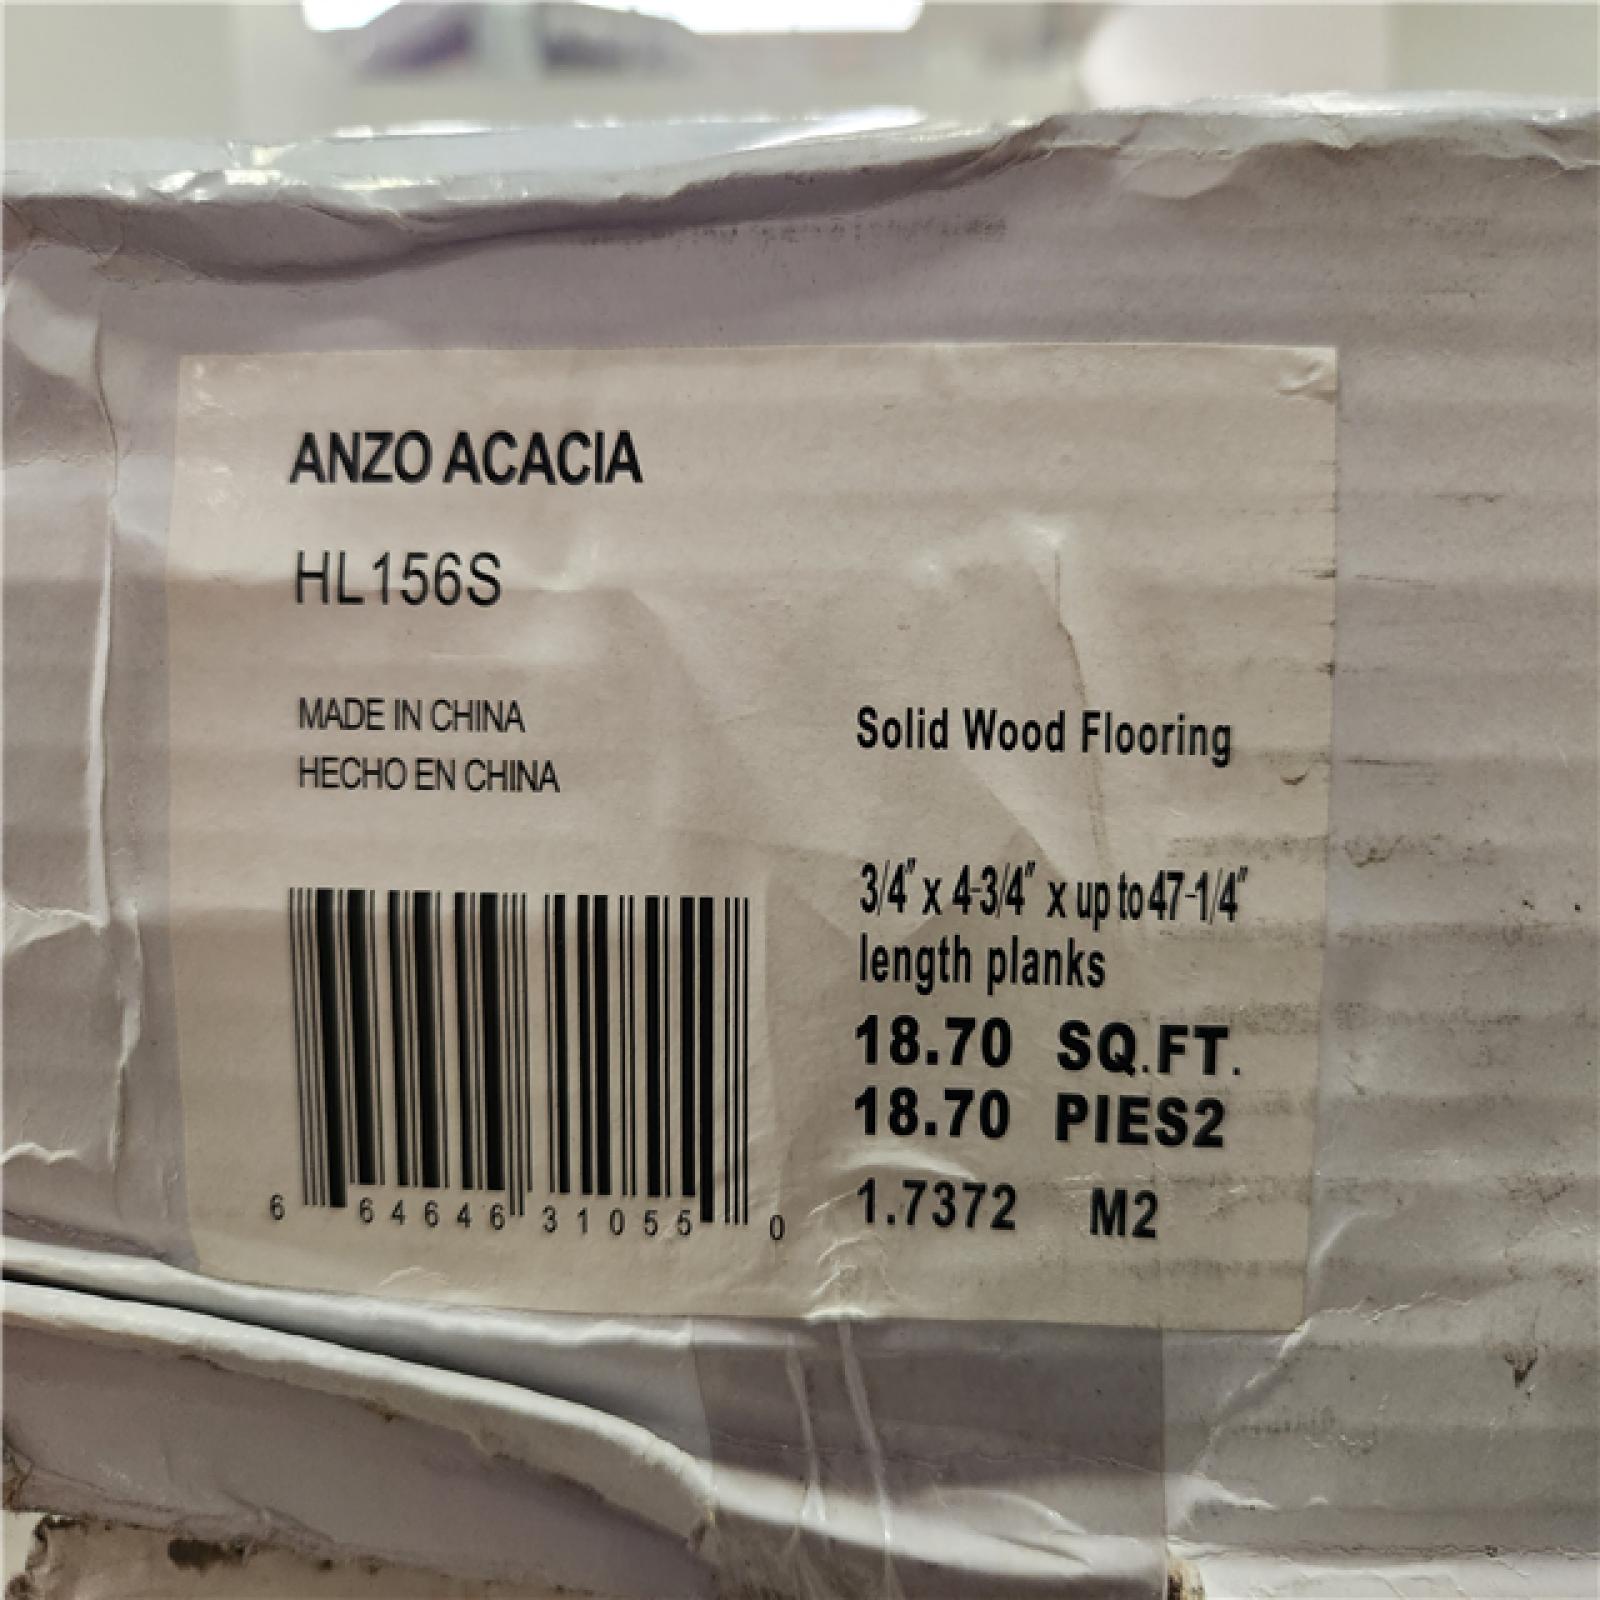 ANZO ACACIA
HL156S
MADE IN CHINA
HECHO EN CHINA
Solid Wood Flooring
3/4" x 4-3/4" x up to 47-1/4"
length planks
18.70 SQ.FT.
18.70 PIES2
1.7372 M2
6 64646 31055 0